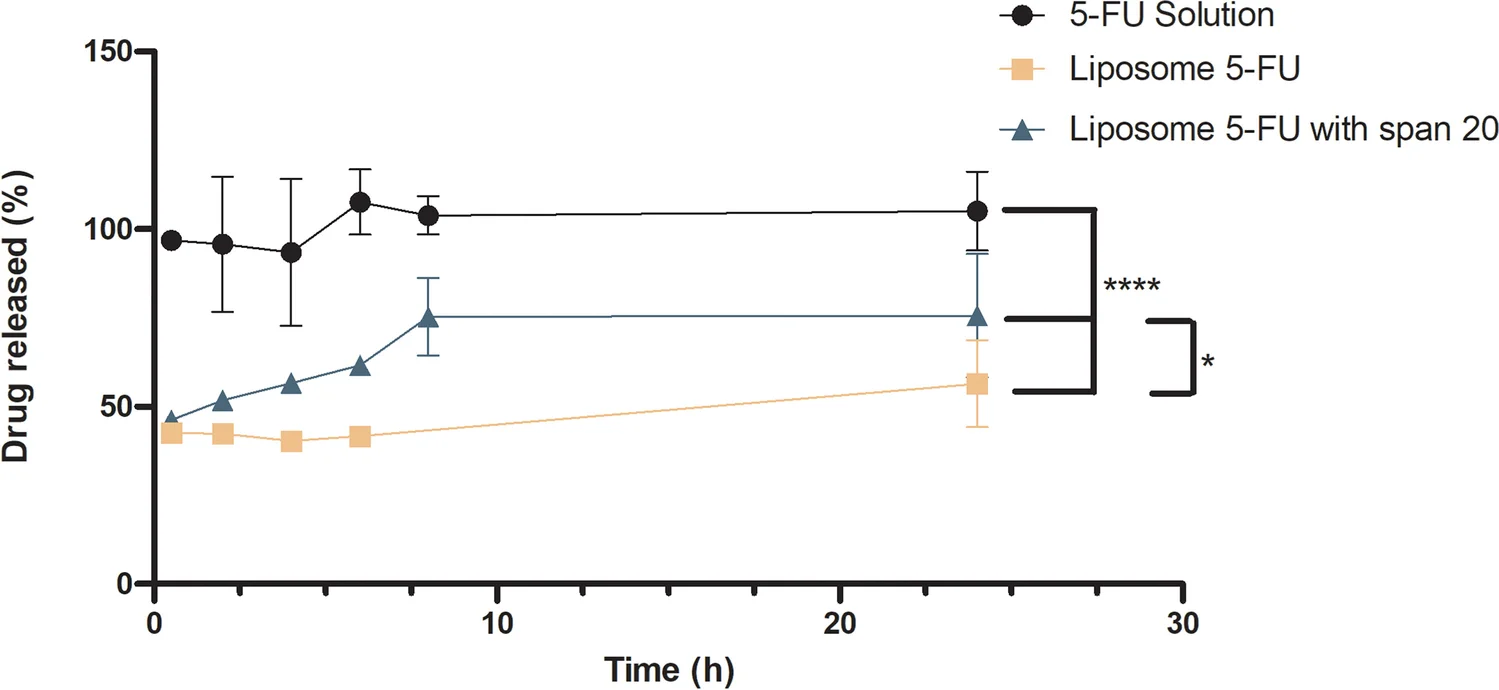 5-FU Solution
Liposome 5-FU
Liposome 5-FU with span 20
150
100
50
0
Drug released (%)
****
*
0 10 20 30
Time (h)